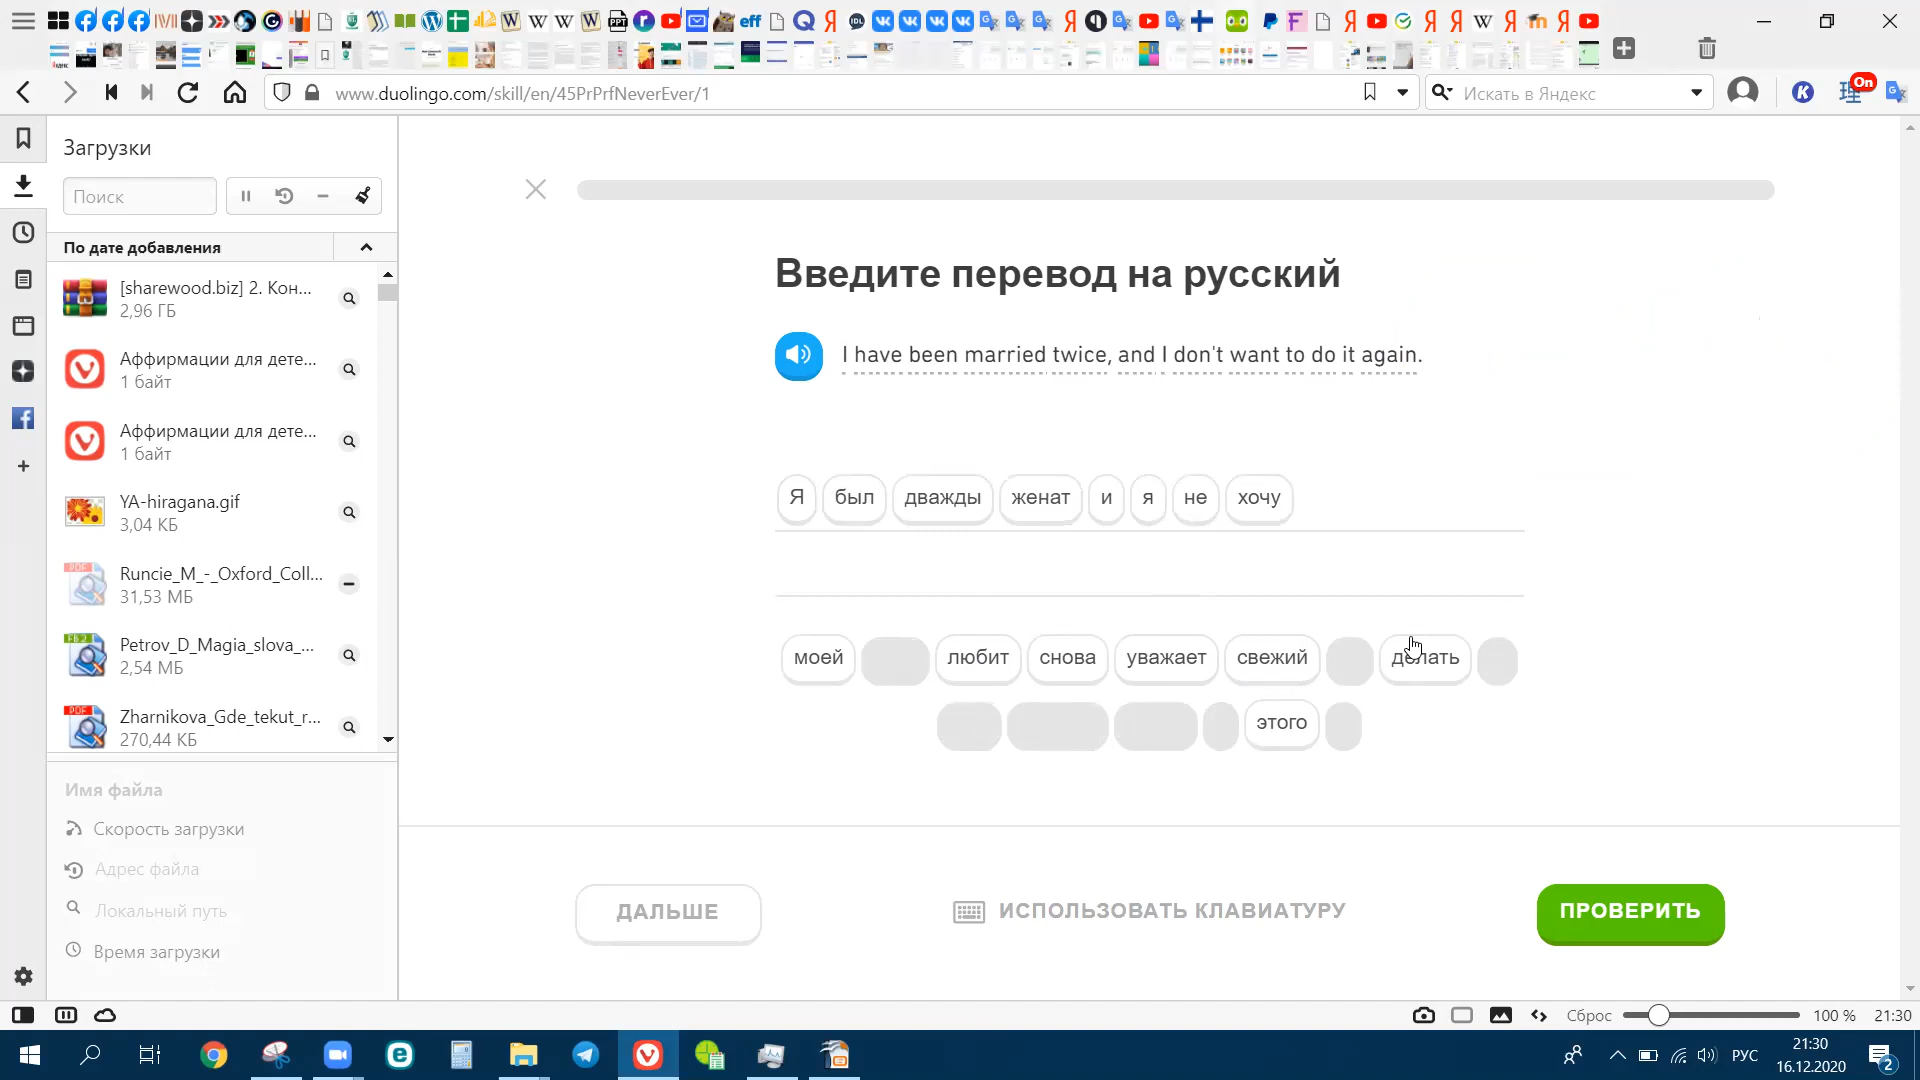 www.duolingo.com/skill/en/45PrPrfNeverEver/1
Искать в Яндекс
On
Загрузки
Поиск
По дате добавления
[sharewood.biz] 2. Кон...
2,96 ГБ
Аффирмации для дете...
1 байт
Аффирмации для дете...
1 байт
YA-hiragana.gif
3,04 КБ
Runcie_M_-_Oxford_Coll...
31,53 МБ
Petrov_D_Magia_slova_...
2,54 МБ
Zharnikova_Gde_tekut_r...
270,44 КБ
Имя файла
Скорость загрузки
Адрес файла
Локальный путь
Время загрузки
Введите перевод на русский
I have been married twice, and I don't want to do it again.
Я был дважды женат и я не хочу
моей любит снова уважает свежий делать
этого
ДАЛЬШЕ
ИСПОЛЬЗОВАТЬ КЛАВИАТУРУ
ПРОВЕРИТЬ
Сброс 100 % 21:30
РУС
21:30
16.12.2020
2